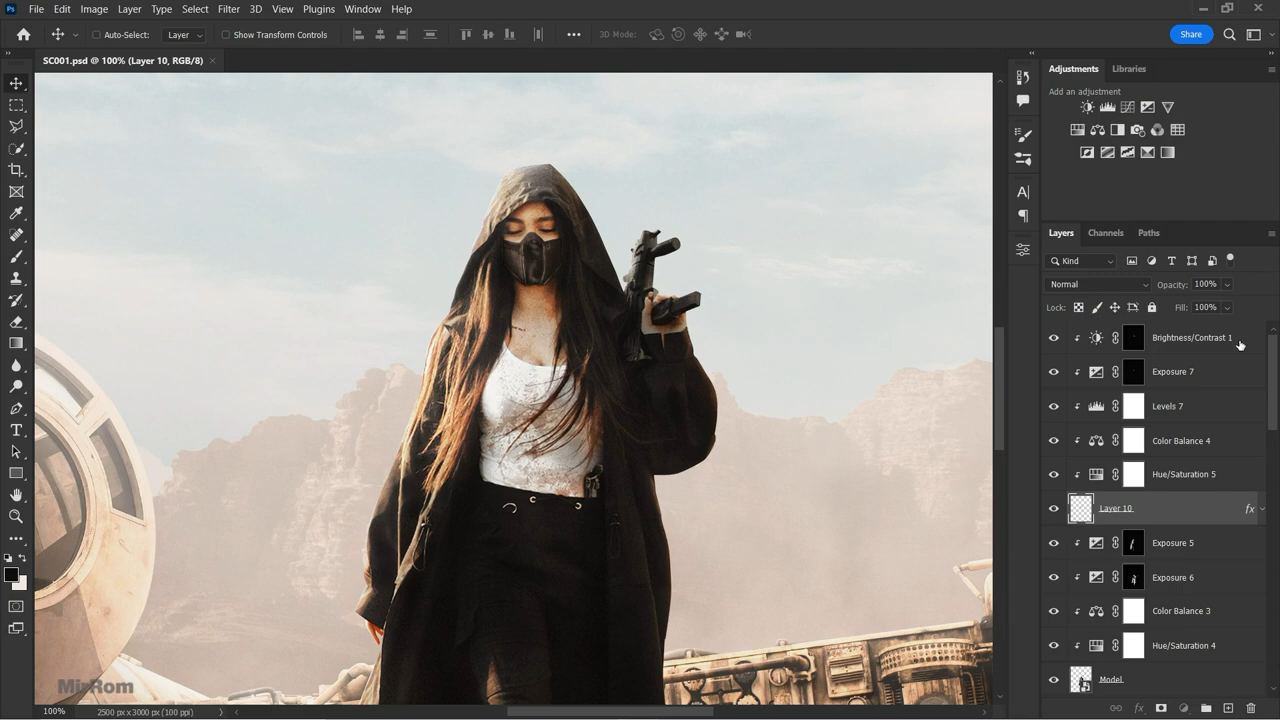 Ps File Edit Image Layer Type Select Filter 3D View Plugins Window Help
Auto-Select: Layer Show Transform Controls 3D Mode: Share
SC001.psd @ 100% (Layer 10, RGB/8)
Adjustments Libraries
Add an adjustment
Layers Channels Paths
Kind
Normal Opacity: 100%
Lock: Fill: 100%
Brightness/Contrast 1
Exposure 7
Levels 7
Color Balance 4
Hue/Saturation 5
Layer 10 fx
Exposure 5
Exposure 6
Color Balance 3
Hue/Saturation 4
Model
MirRom
100% 2500 px x 3000 px (100 ppi)
fx